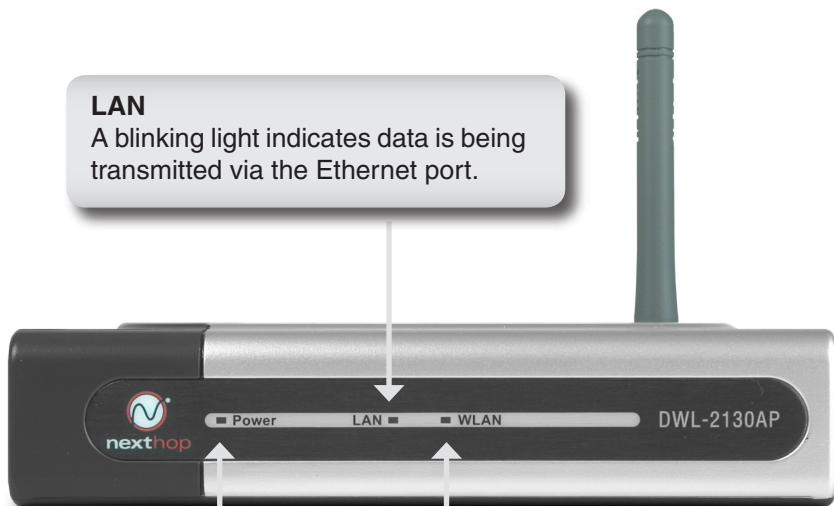 LAN
A blinking light indicates data is being
transmitted via the Ethernet port.
Power LAN WLAN DWL-2130AP
nexthop